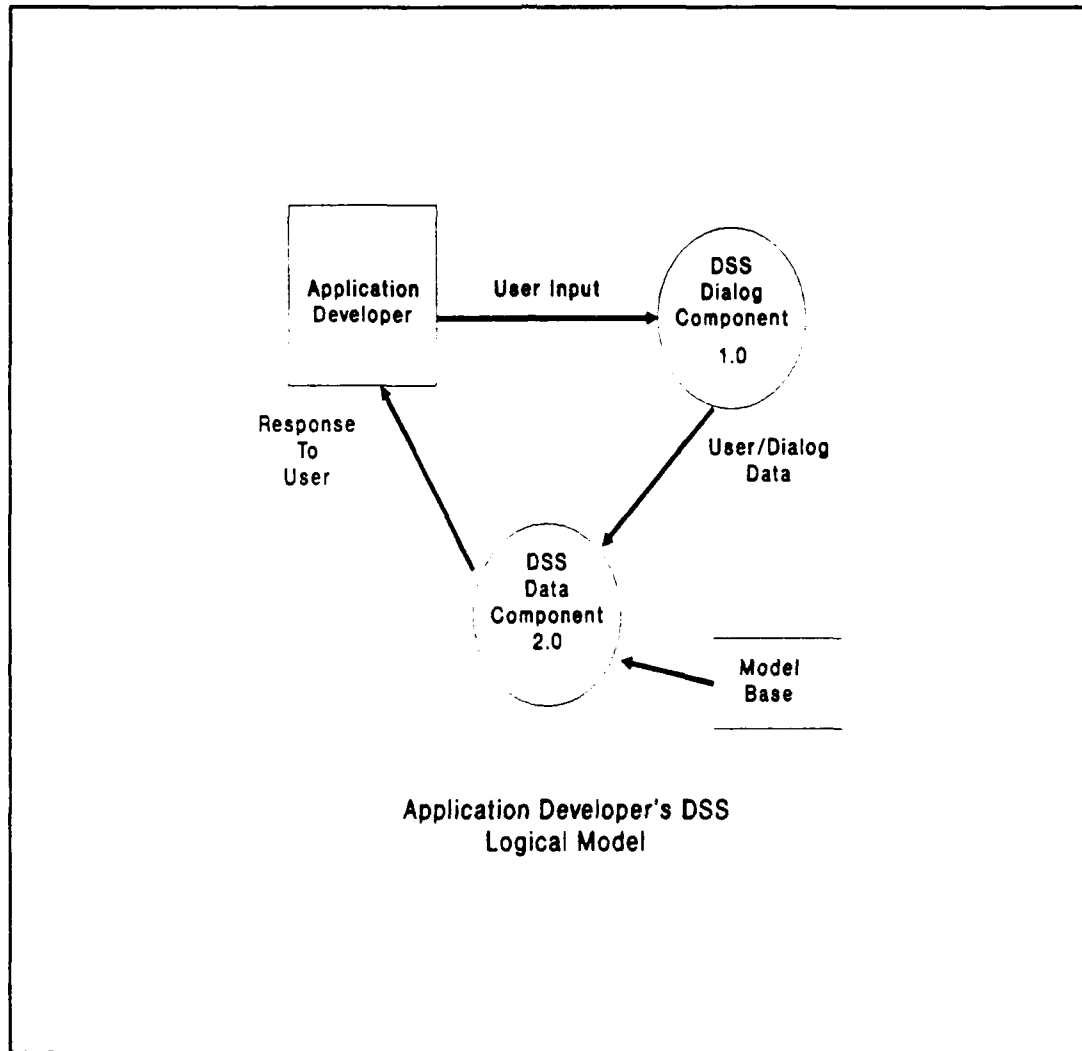 Application
Developer
User Input
DSS
Dialog
Component
1.0
Response
To
User
User/Dialog
Data
DSS
Data
Component
2.0
Model
Base
Application Developer's DSS
Logical Model